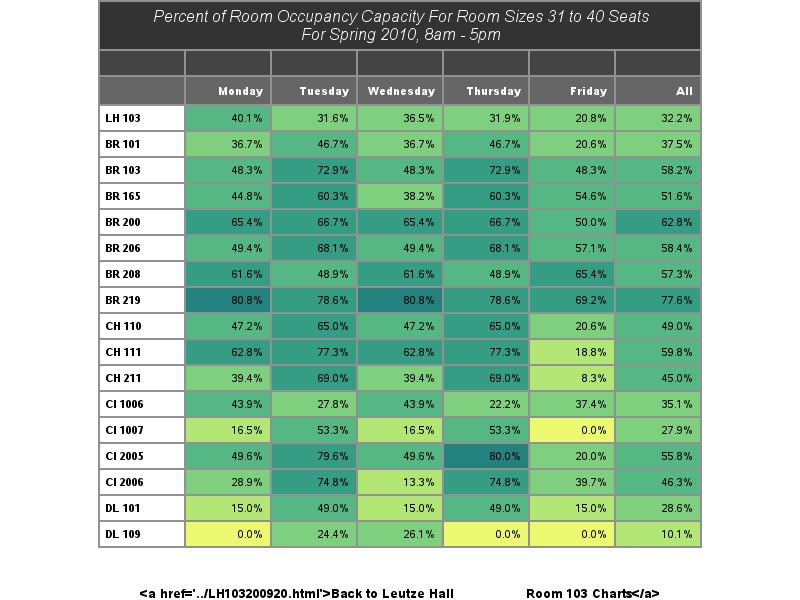 Percent of Room Occupancy Capacity For Room Sizes 31 to 40 Seats
For Spring 2010, 8am - 5pm
Monday Tuesday Wednesday Thursday Friday All
LH 103 40.1% 31.6% 36.5% 31.9% 20.8% 32.2%
BR 101 36.7% 46.7% 36.7% 46.7% 20.6% 37.5%
BR 103 48.3% 72.9% 48.3% 72.9% 48.3% 58.2%
BR 165 44.8% 60.3% 38.2% 60.3% 54.6% 51.6%
BR 200 65.4% 66.7% 65.4% 66.7% 50.0% 62.8%
BR 206 49.4% 68.1% 49.4% 68.1% 57.1% 58.4%
BR 208 61.6% 48.9% 61.6% 48.9% 65.4% 57.3%
BR 219 80.8% 78.6% 80.8% 78.6% 69.2% 77.6%
CH 110 47.2% 65.0% 47.2% 65.0% 20.6% 49.0%
CH 111 62.8% 77.3% 62.8% 77.3% 18.8% 59.8%
CH 211 39.4% 69.0% 39.4% 69.0% 8.3% 45.0%
CI 1006 43.9% 27.8% 43.9% 22.2% 37.4% 35.1%
CI 1007 16.5% 53.3% 16.5% 53.3% 0.0% 27.9%
CI 2005 49.6% 79.6% 49.6% 80.0% 20.0% 55.8%
CI 2006 28.9% 74.8% 13.3% 74.8% 39.7% 46.3%
DL 101 15.0% 49.0% 15.0% 49.0% 15.0% 28.6%
DL 109 0.0% 24.4% 26.1% 0.0% 0.0% 10.1%
<a href='../LH103200920.html'>Back to Leutze Hall Room 103 Charts</a>